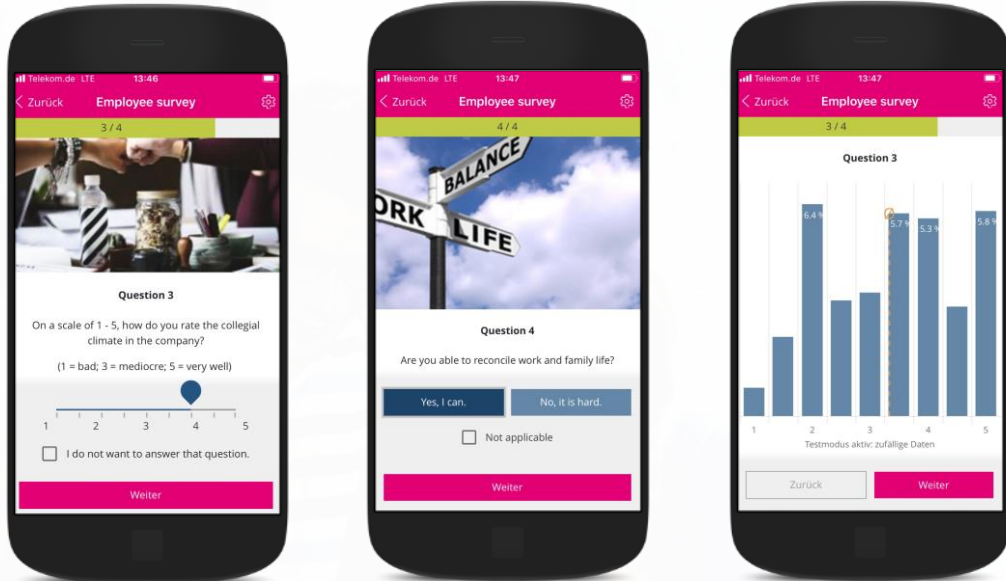 Telekom.de LTE 13:46
Zurück Employee survey
3 / 4
Question 3
On a scale of 1 - 5, how do you rate the collegial
climate in the company?
(1 = bad; 3 = mediocre; 5 = very well)
1 2 3 4 5
I do not want to answer that question.
Weiter
Telekom.de LTE 13:47
Zurück Employee survey
4 / 4
BALANCE
ORK
LIFE
Question 4
Are you able to reconcile work and family life?
Yes, I can. No, it is hard.
Not applicable
Weiter
Telekom.de LTE 13:47
Zurück Employee survey
3 / 4
Question 3
6.4 % 5.7 % 5.3 % 5.8 %
1 2 3 4 5
Testmodus aktiv: zufällige Daten
Zurück Weiter